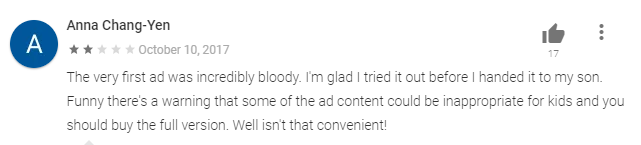 Anna Chang-Yen
A
October 10, 2017
17
The very first ad was incredibly bloody. I'm glad I tried it out before I handed it to my son.
Funny there's a warning that some of the ad content could be inappropriate for kids and you
should buy the full version. Well isn't that convenient!